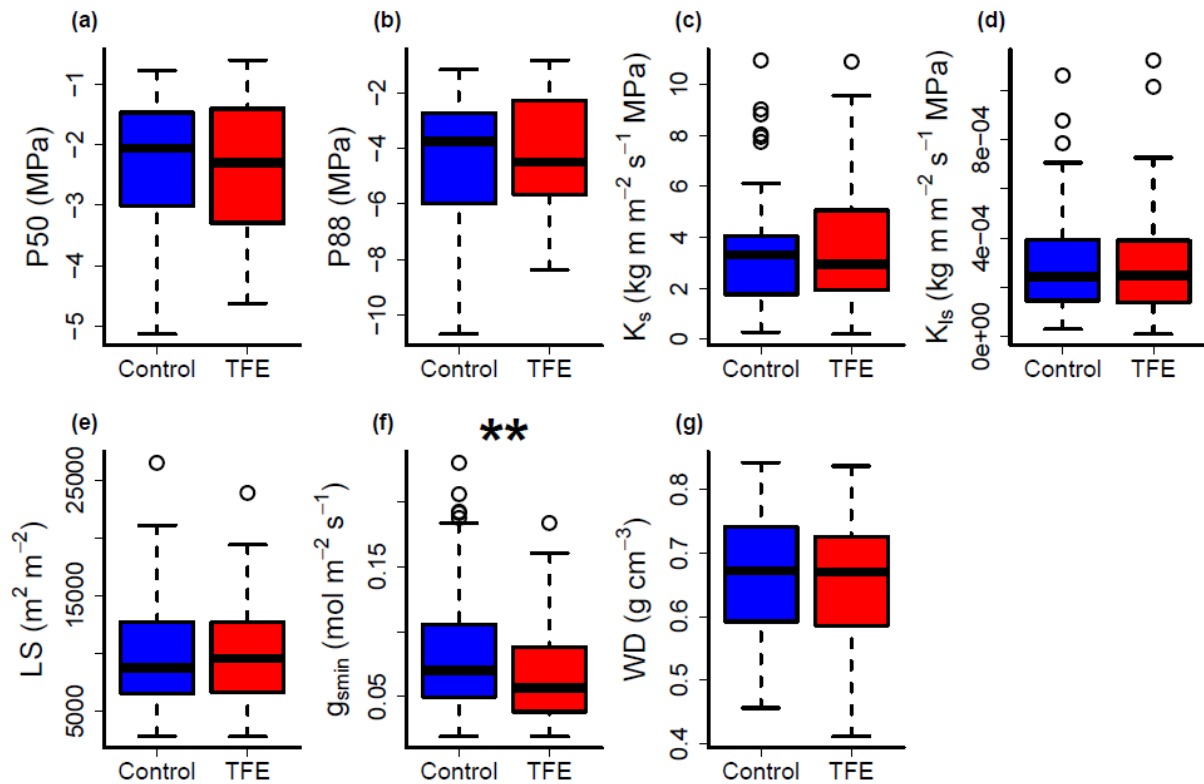 (a)
P50 (MPa)
−1
−2
−3
−4
−5
Control TFE
(b)
P88 (MPa)
−2
−4
−6
−8
−10
Control TFE
(c)
Ks (kg m m−2 s−1 MPa)
10
8
6
4
2
0
Control TFE
(d)
Kls (kg m m−2 s−1 MPa)
8e−04
4e−04
0e+00
Control TFE
(e)
LS (m2 m−2)
25000
15000
5000
Control TFE
(f)
**
gsmin (mol m−2 s−1)
0.15
0.05
Control TFE
(g)
WD (g cm−3)
0.8
0.7
0.6
0.5
0.4
Control TFE